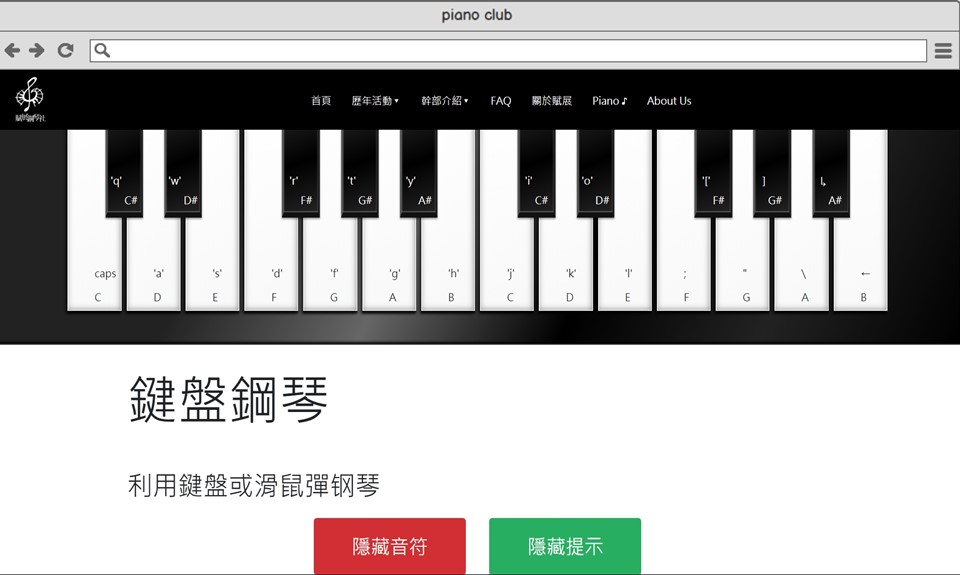 piano club
首頁 歷年活動▼ 幹部介紹▼ FAQ 關於賦展 Piano♪ About Us
'q' 'w' 'r' 't' 'y' 'i' 'o' '[' ]
C# D# F# G# A# C# D# F# G# A#
caps 'a' 's' 'd' 'f' 'g' 'h' 'j' 'k' 'l' ; '' \ ←
C D E F G A B C D E F G A B
鍵盤鋼琴
利用鍵盤或滑鼠彈钢琴
隱藏音符 隱藏提示